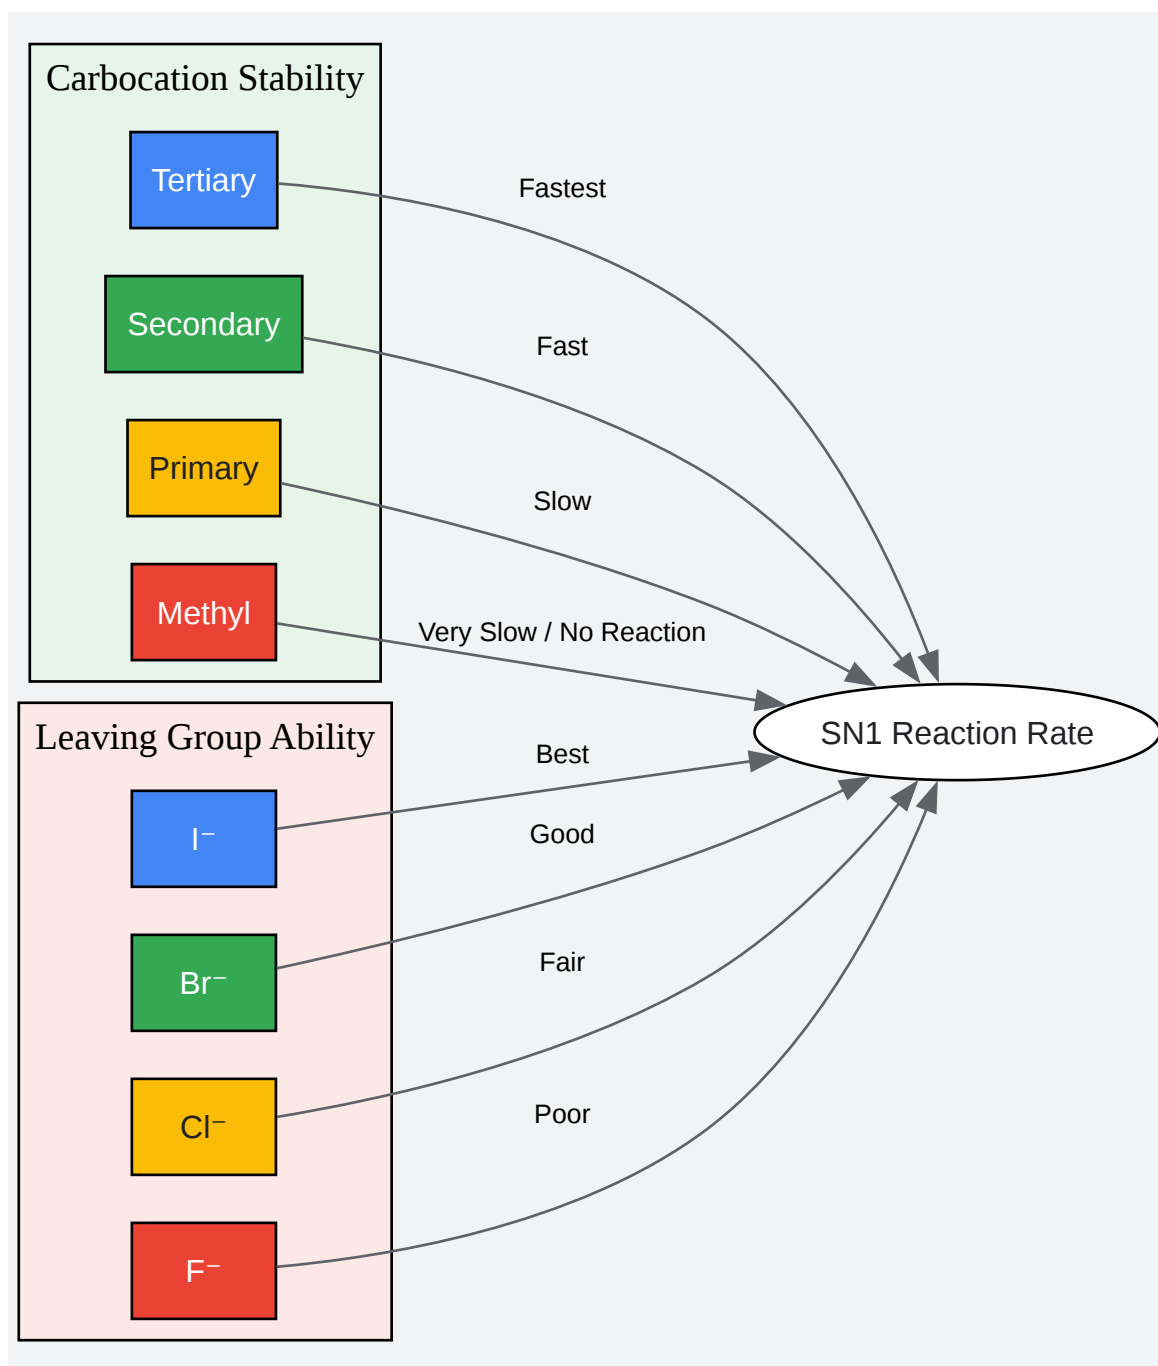 Carbocation Stability
Tertiary
Fastest
Secondary
Fast
Primary
Slow
Methyl
Very Slow / No Reaction
SN1 Reaction Rate
Leaving Group Ability
I⁻
Best
Br⁻
Good
Cl⁻
Fair
F⁻
Poor